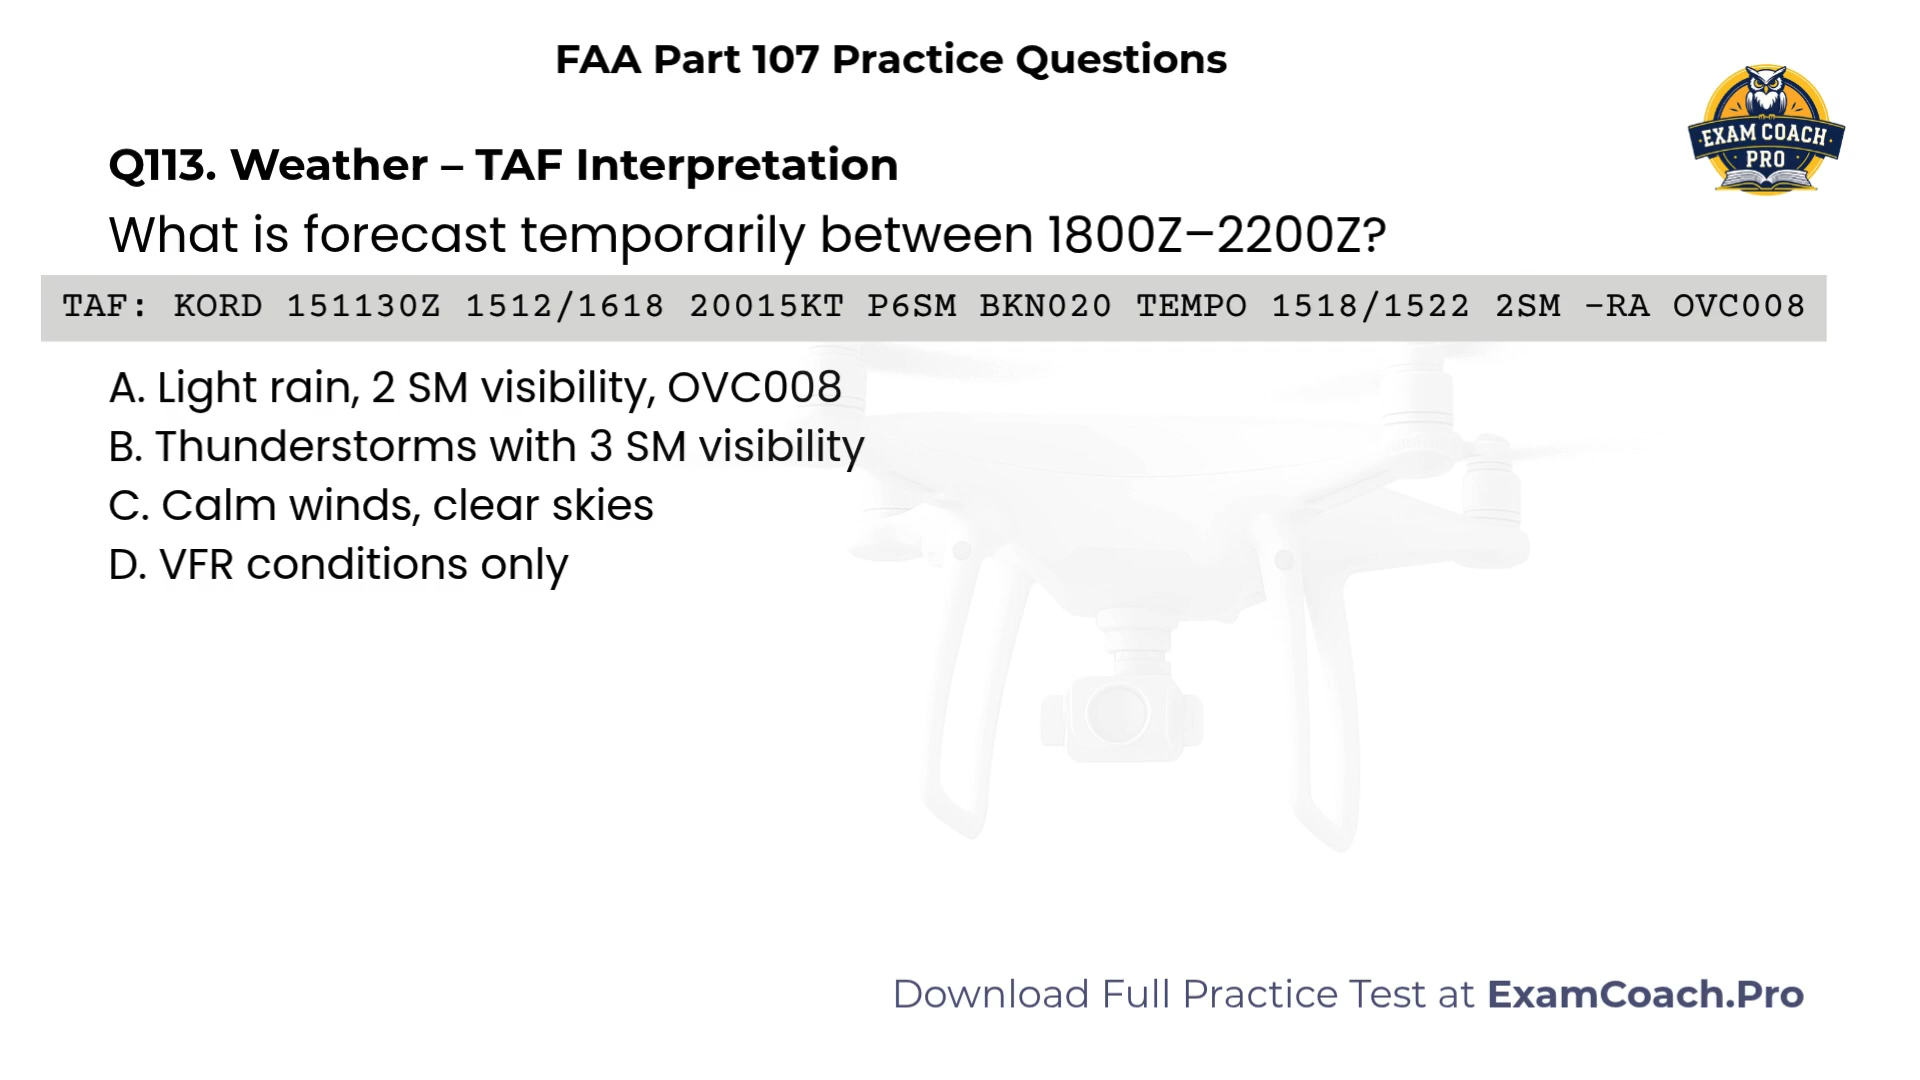 FAA Part 107 Practice Questions
EXAM COACH
PRO
Q113. Weather – TAF Interpretation
What is forecast temporarily between 1800Z–2200Z?
TAF: KORD 151130Z 1512/1618 20015KT P6SM BKN020 TEMPO 1518/1522 2SM -RA OVC008
A. Light rain, 2 SM visibility, OVC008
B. Thunderstorms with 3 SM visibility
C. Calm winds, clear skies
D. VFR conditions only
Download Full Practice Test at ExamCoach.Pro